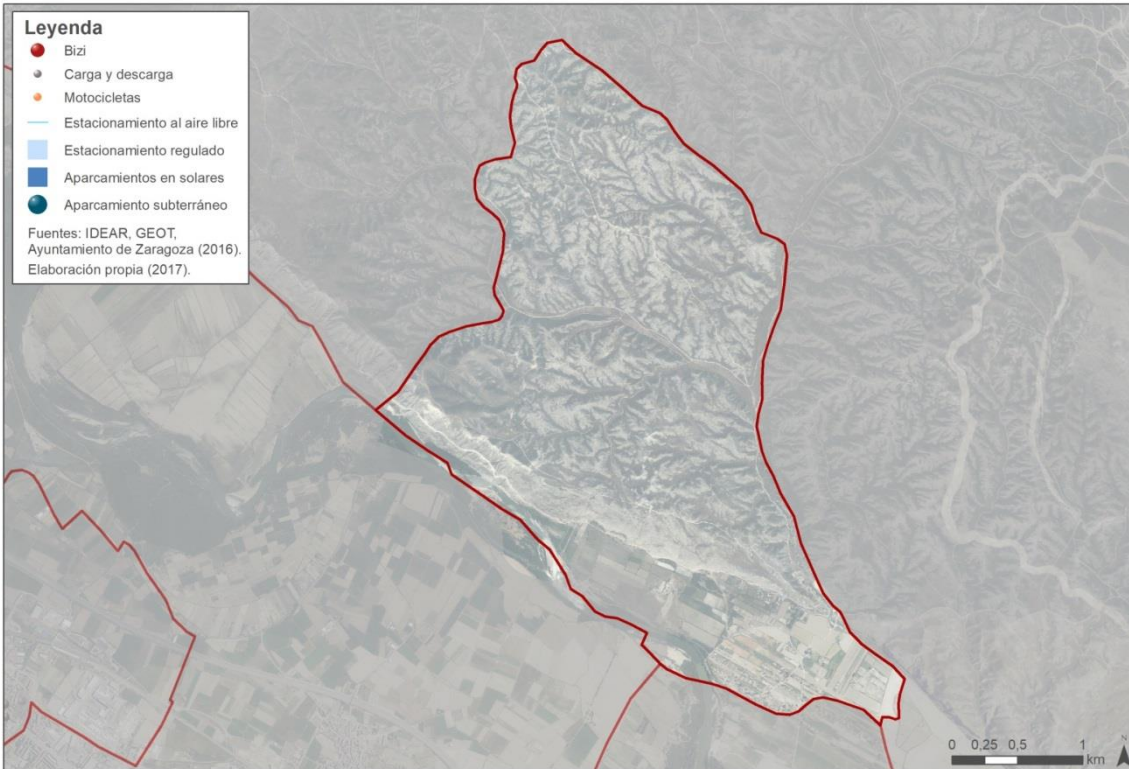 Leyenda
Bizi
Carga y descarga
Motocicletas
Estacionamiento al aire libre
Estacionamiento regulado
Aparcamientos en solares
Aparcamiento subterráneo
Fuentes: IDEAR, GEOT,
Ayuntamiento de Zaragoza (2016).
Elaboración propia (2017).
0 0,25 0,5 1
km
N